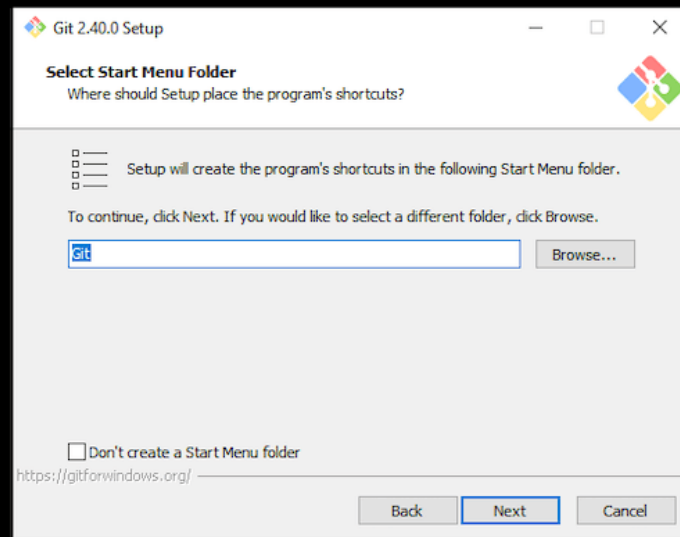 Git 2.40.0 Setup
Select Start Menu Folder
Where should Setup place the program's shortcuts?
Setup will create the program's shortcuts in the following Start Menu folder.
To continue, click Next. If you would like to select a different folder, click Browse.
Git
Browse...
Don't create a Start Menu folder
https://gitforwindows.org/
Back
Next
Cancel